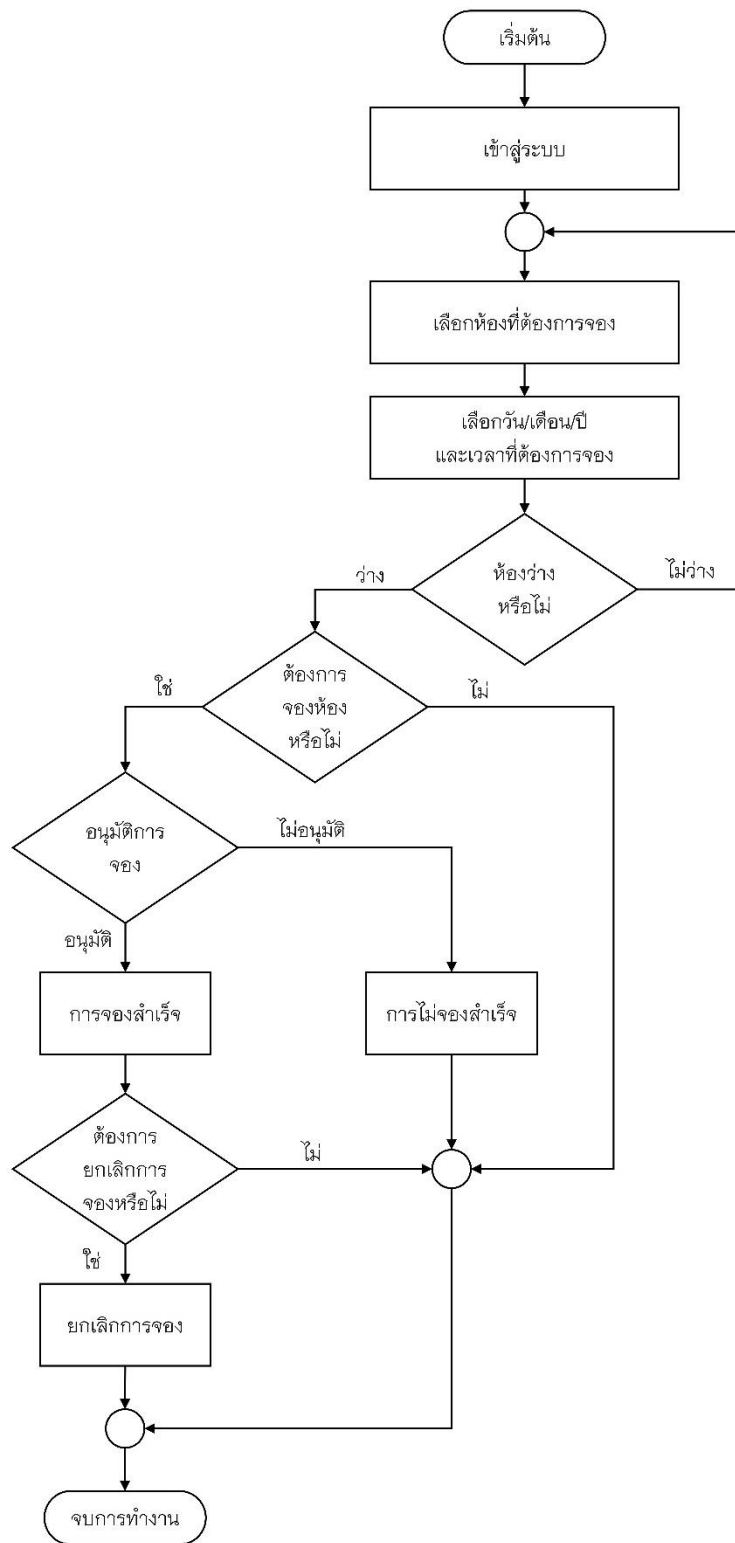 เริ่มต้น
เข้าสู่ระบบ
เลือกห้องที่ต้องการจอง
เลือกวัน/เดือน/ปี
และเวลาที่ต้องการจอง
ห้องว่าง
หรือไม่
ว่าง
ไม่ว่าง
ต้องการ
จองห้อง
หรือไม่
ใช่
ไม่
อนุมัติการ
จอง
ไม่อนุมัติ
อนุมัติ
การจองสำเร็จ
การไม่จองสำเร็จ
ต้องการ
ยกเลิกการ
จองหรือไม่
ไม่
ใช่
ยกเลิกการจอง
จบการทำงาน